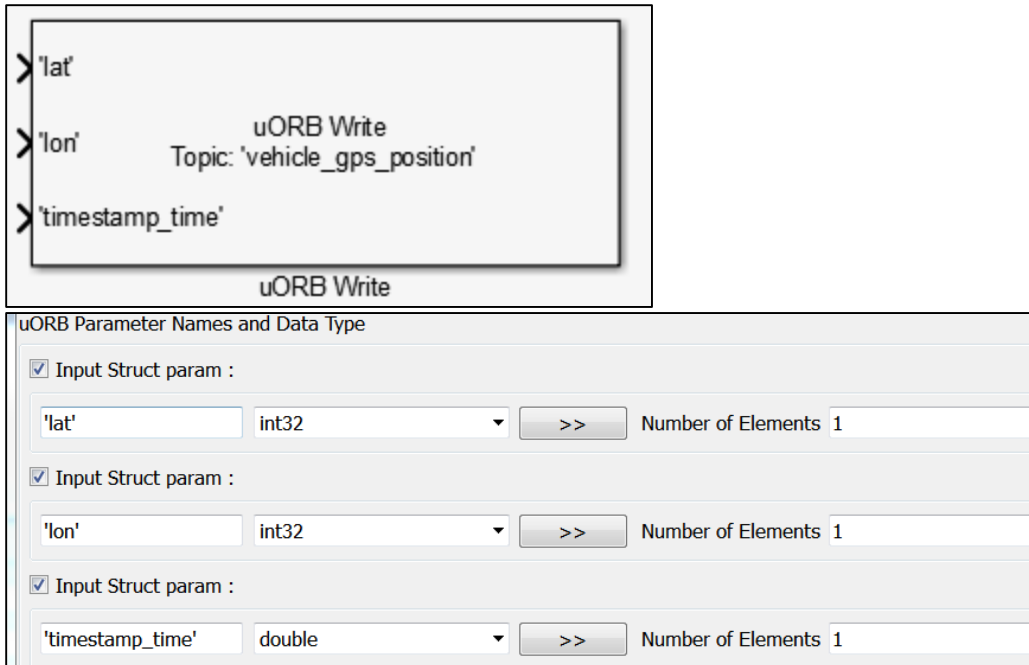 'lat'
'lon'
uORB Write
Topic: 'vehicle_gps_position'
'timestamp_time'
uORB Write
uORB Parameter Names and Data Type
Input Struct param :
'lat' int32 >> Number of Elements 1
Input Struct param :
'lon' int32 >> Number of Elements 1
Input Struct param :
'timestamp_time' double >> Number of Elements 1